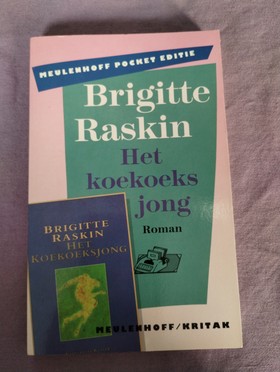 MEULENHOFF POCKET EDITIE
Brigitte
Raskin
Het
koekoeks
jong
Roman
BRIGITTE
RASKIN
HET
KOEKOEKSJONG
MEULENHOFF/KRITAK